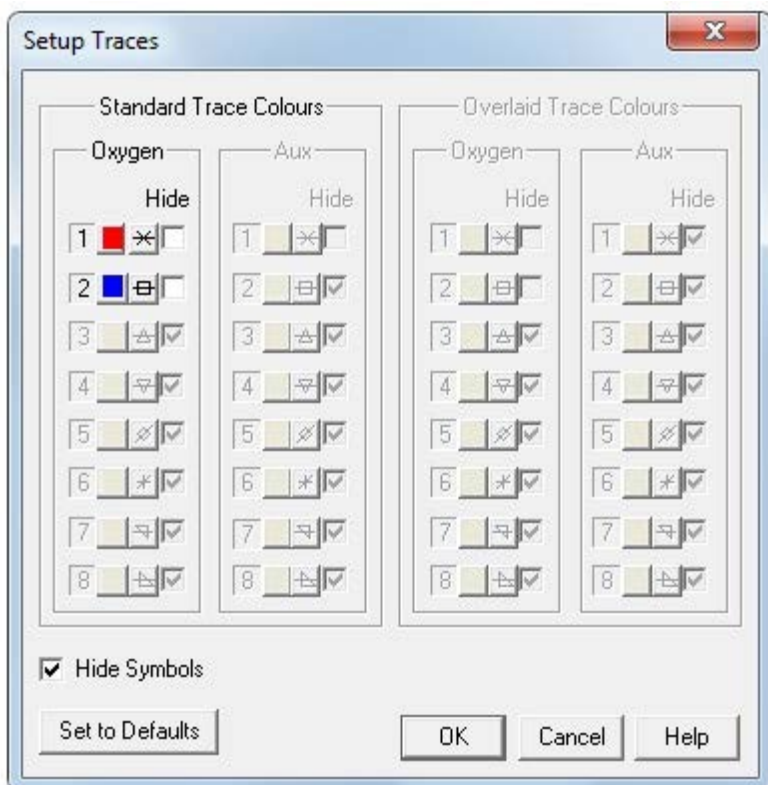 Setup Traces
Standard Trace Colours Overlaid Trace Colours
Oxygen Aux Oxygen Aux
Hide Hide Hide Hide
1 1 1 1
2 2 2 2
3 3 3 3
4 4 4 4
5 5 5 5
6 6 6 6
7 7 7 7
8 8 8 8
Hide Symbols
Set to Defaults OK Cancel Help